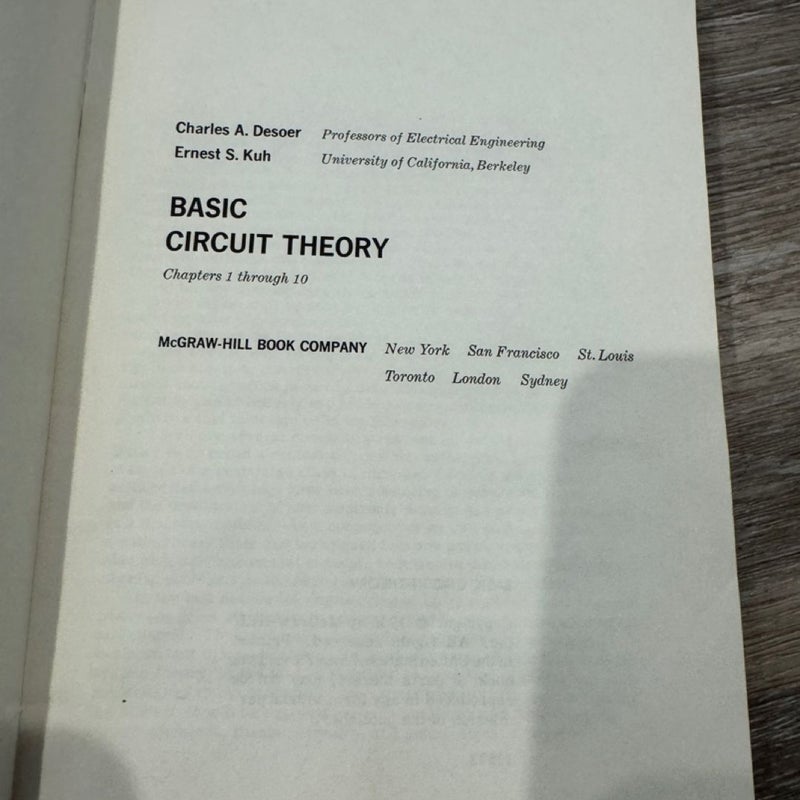 Charles A. Desoer Professors of Electrical Engineering
Ernest S. Kuh University of California, Berkeley
BASIC
CIRCUIT THEORY
Chapters 1 through 10
McGRAW-HILL BOOK COMPANY New York San Francisco St. Louis
Toronto London Sydney